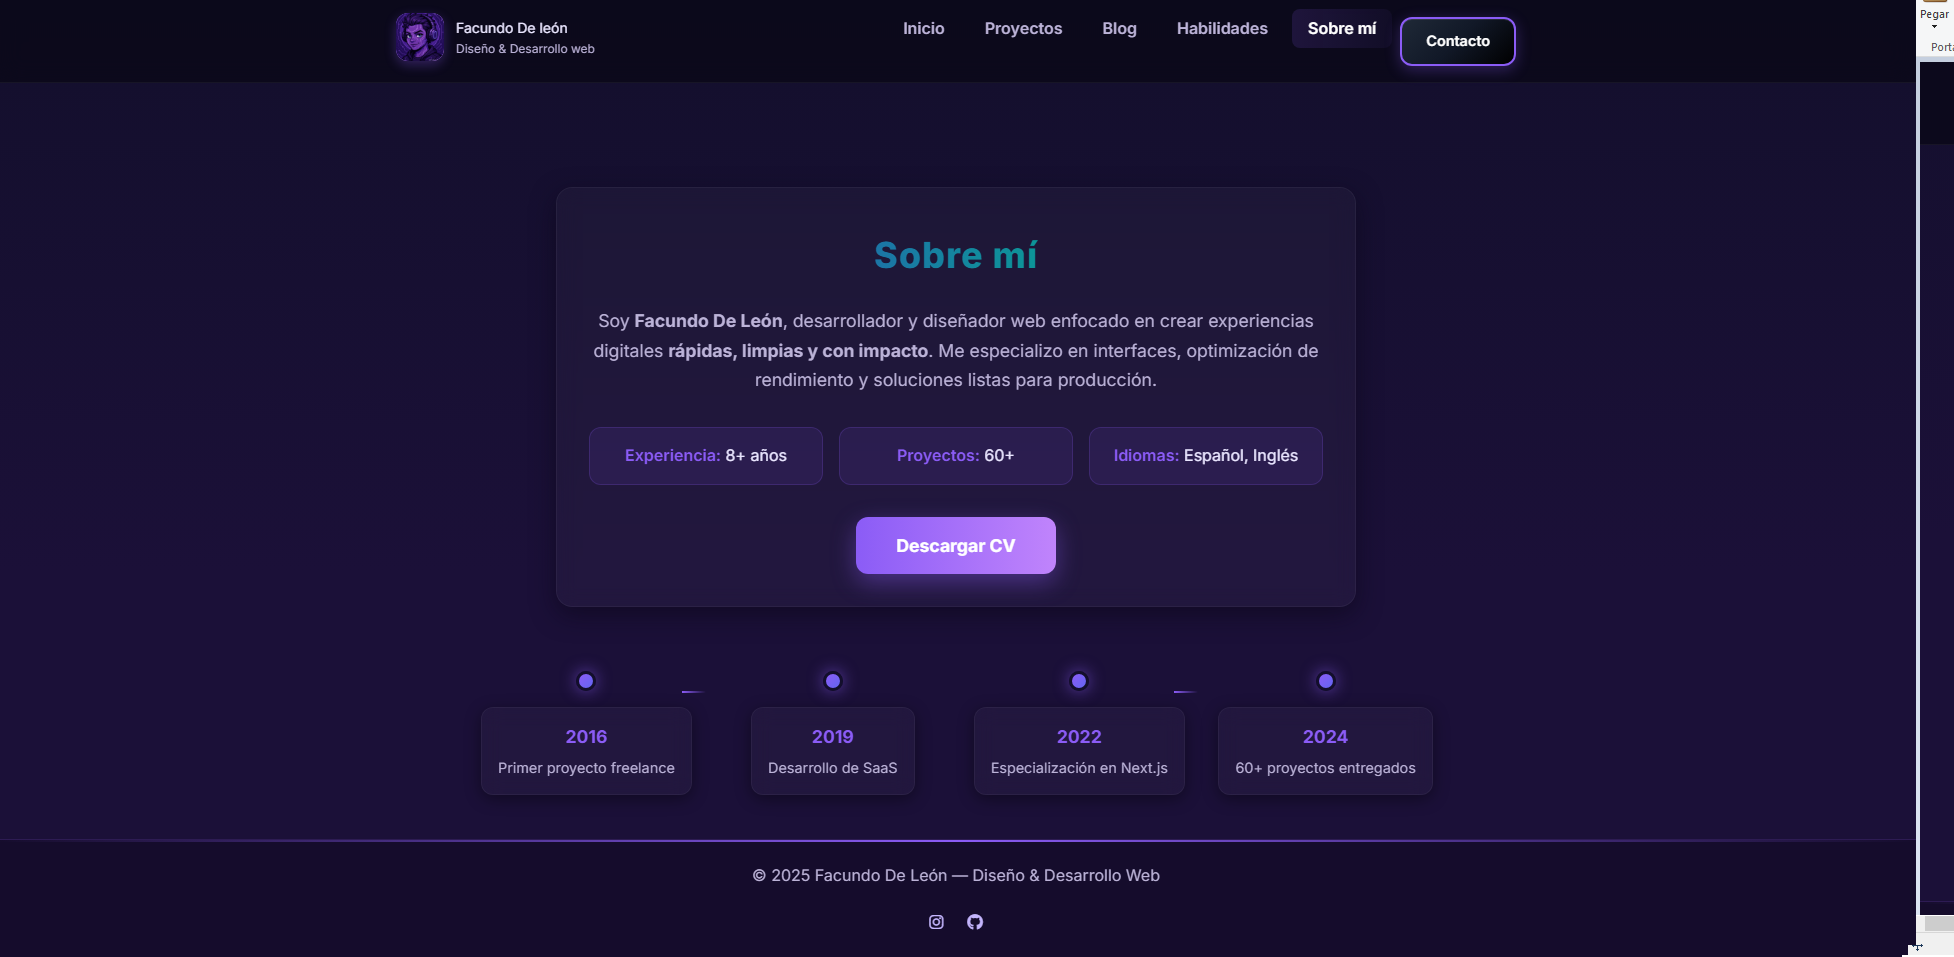 Facundo De león
Diseño & Desarrollo web
Inicio
Proyectos
Blog
Habilidades
Sobre mí
Contacto
Pegar
Sobre mí
Soy Facundo De León, desarrollador y diseñador web enfocado en crear experiencias
digitales rápidas, limpias y con impacto. Me especializo en interfaces, optimización de
rendimiento y soluciones listas para producción.
Experiencia: 8+ años
Proyectos: 60+
Idiomas: Español, Inglés
Descargar CV
2016
Primer proyecto freelance
2019
Desarrollo de SaaS
2022
Especialización en Next.js
2024
60+ proyectos entregados
© 2025 Facundo De León — Diseño & Desarrollo Web